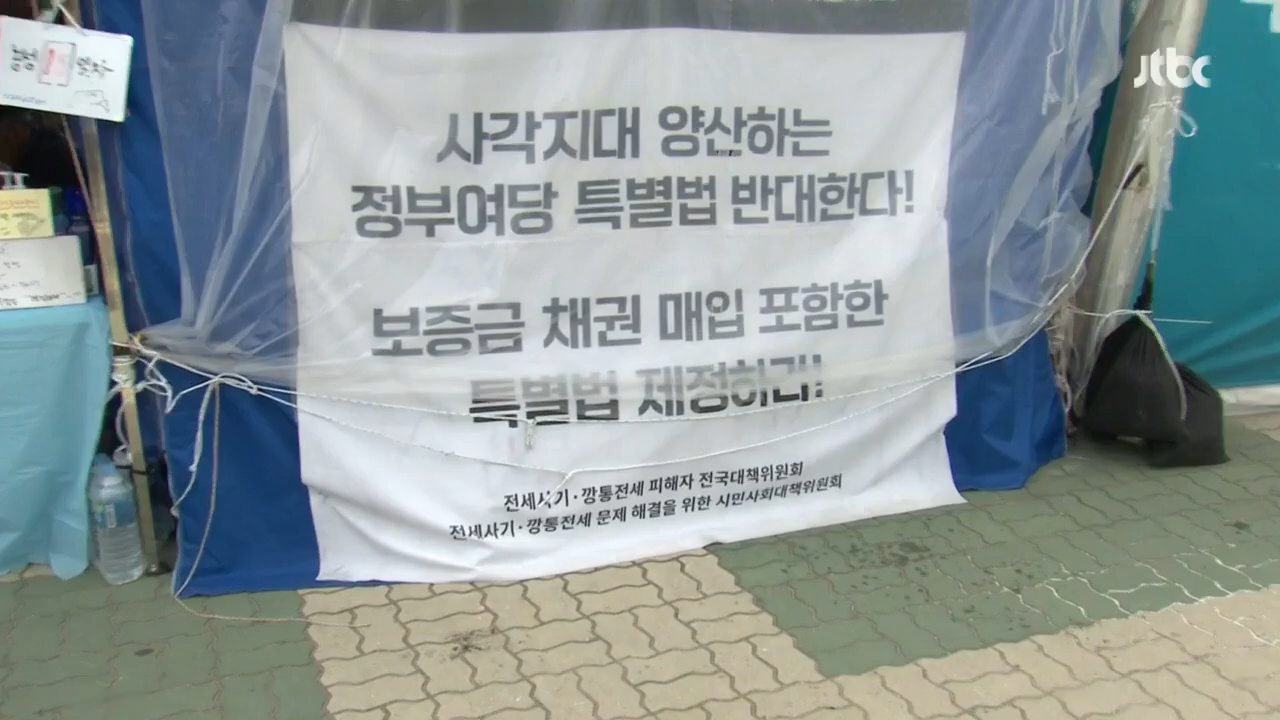 jtbc
사각지대 양산하는
정부여당 특별법 반대한다!
보증금 채권 매입 포함한
특별법 제정하라!
전세사기·깡통전세 피해자 전국대책위원회
전세사기·깡통전세 문제 해결을 위한 시민사회대책위원회